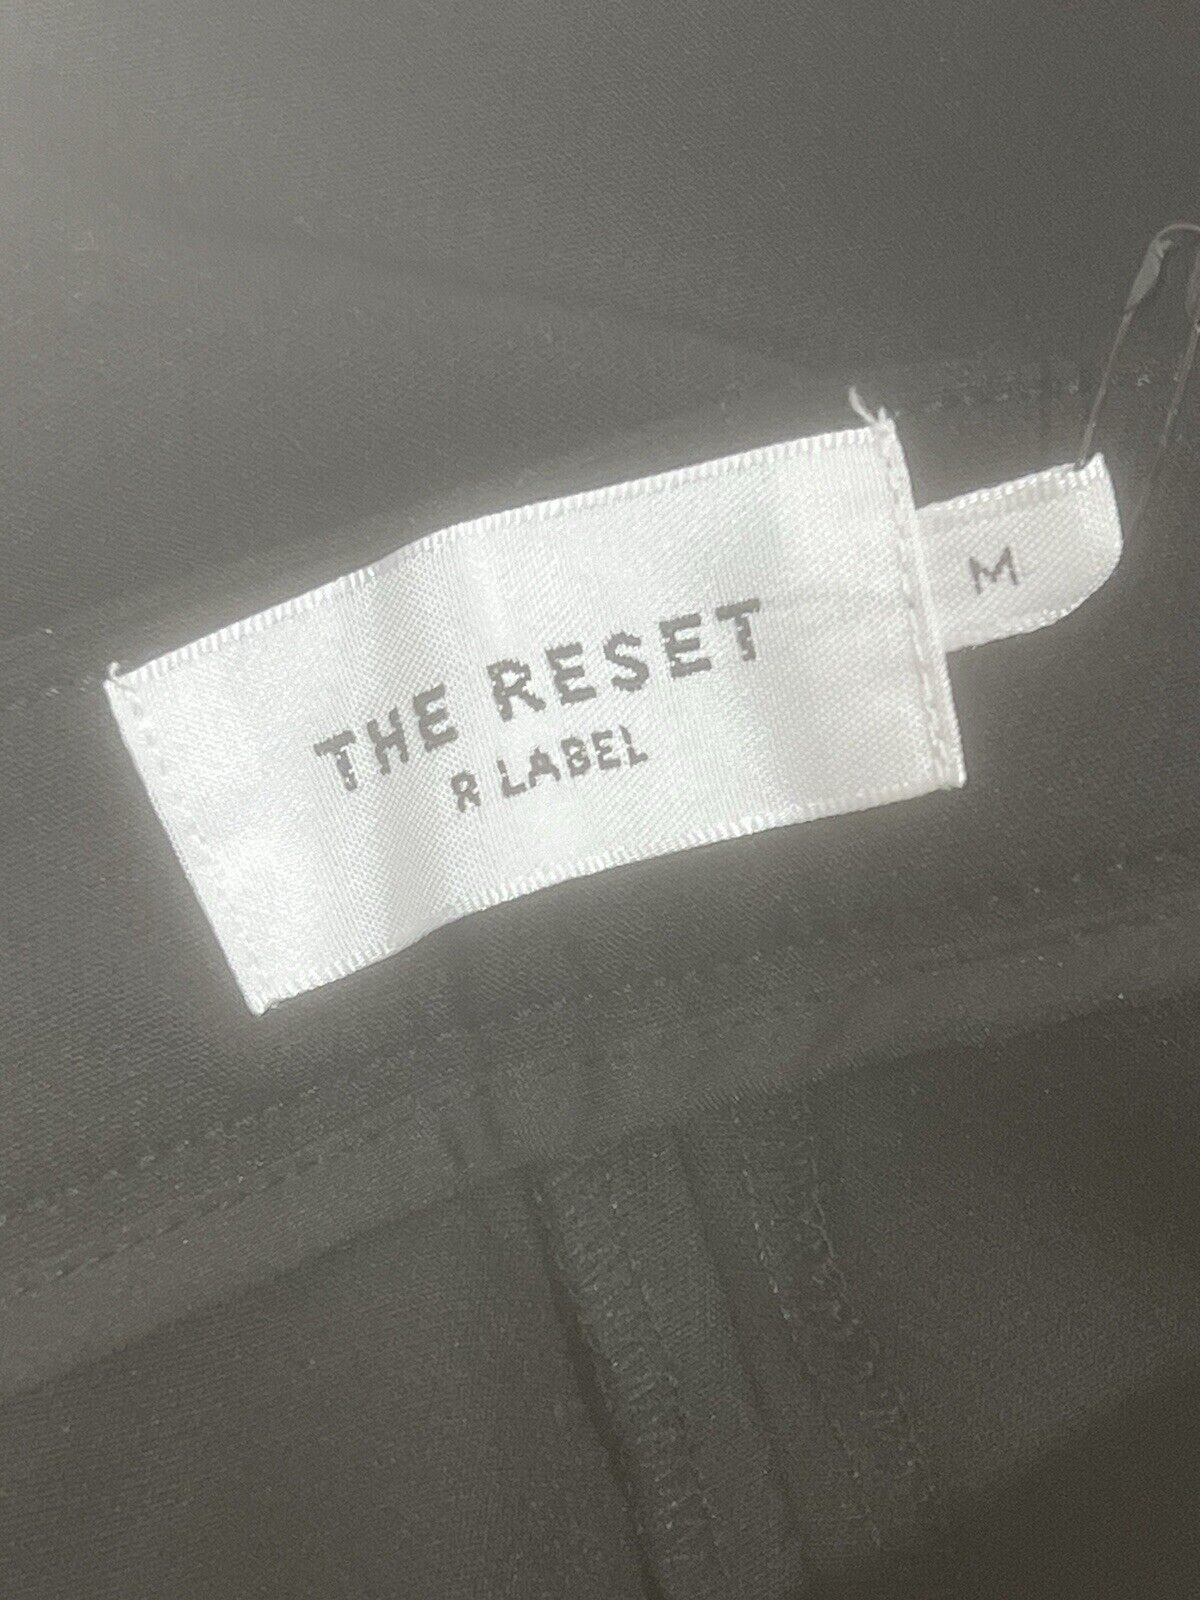 THE RESET
R LABEL
M